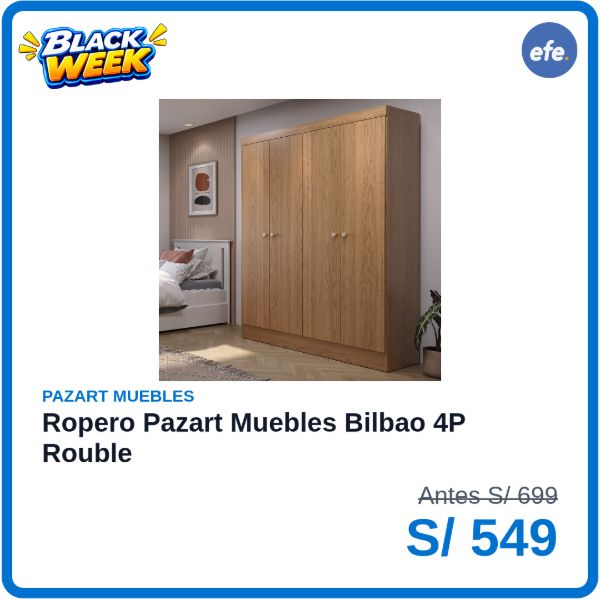 BLACK
WEEK
efe.
PAZART MUEBLES
Ropero Pazart Muebles Bilbao 4P
Rouble
Antes S/ 699
S/ 549